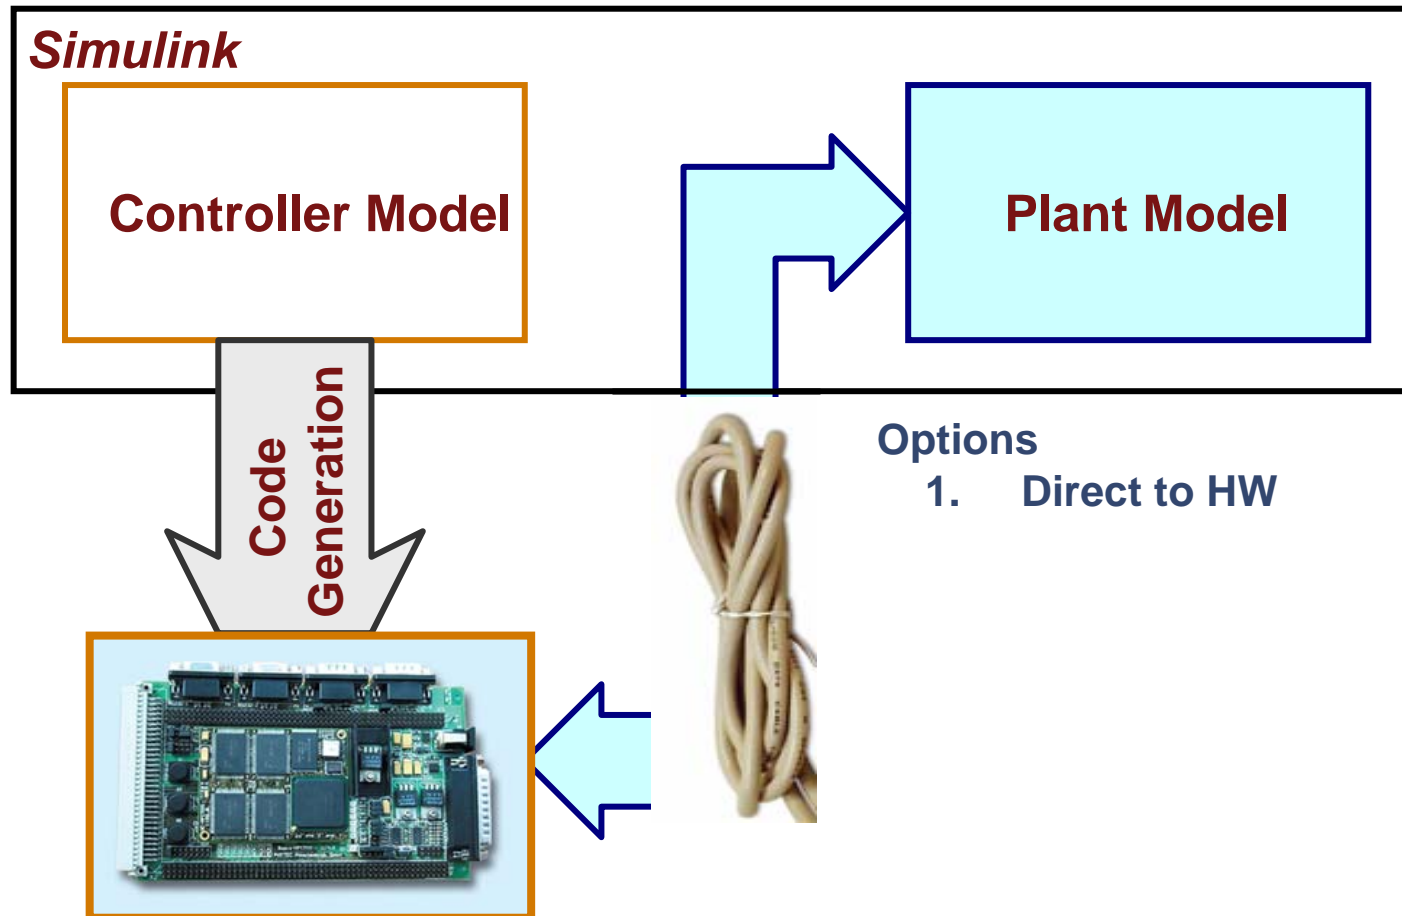 Simulink
Controller Model
Plant Model
Code
Generation
Options
1. Direct to HW